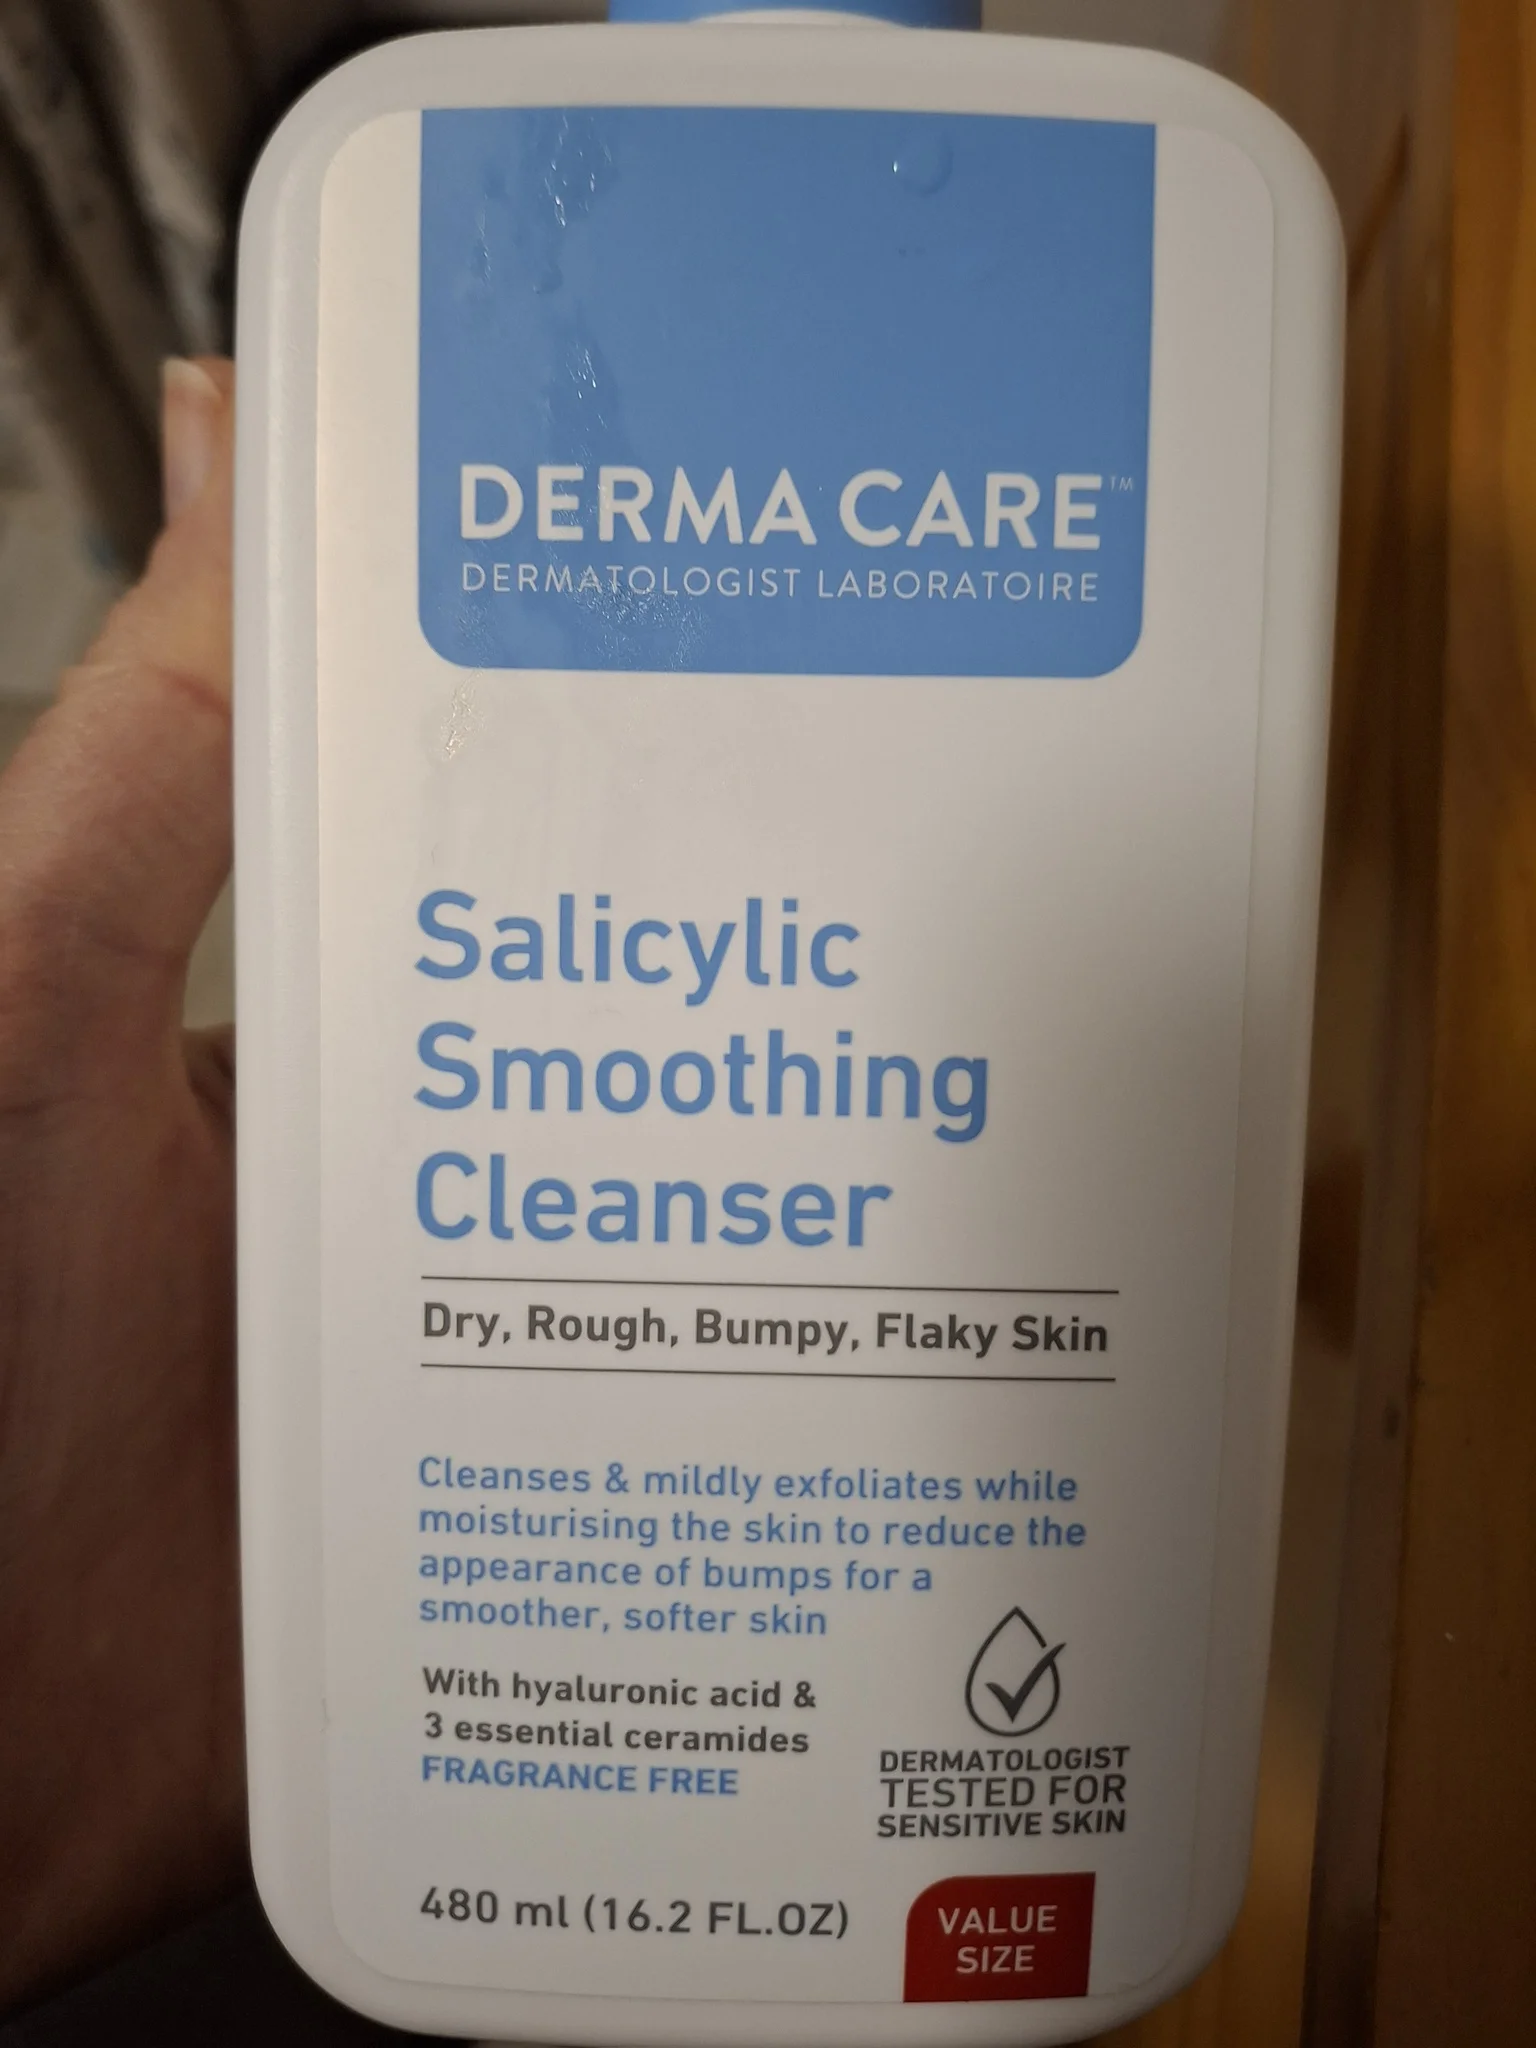 DERMA CARE™
DERMATOLOGIST LABORATOIRE
Salicylic
Smoothing
Cleanser
Dry, Rough, Bumpy, Flaky Skin
Cleanses & mildly exfoliates while
moisturising the skin to reduce the
appearance of bumps for a
smoother, softer skin
With hyaluronic acid &
3 essential ceramides
FRAGRANCE FREE
DERMATOLOGIST
TESTED FOR
SENSITIVE SKIN
480 ml (16.2 FL.OZ)
VALUE
SIZE